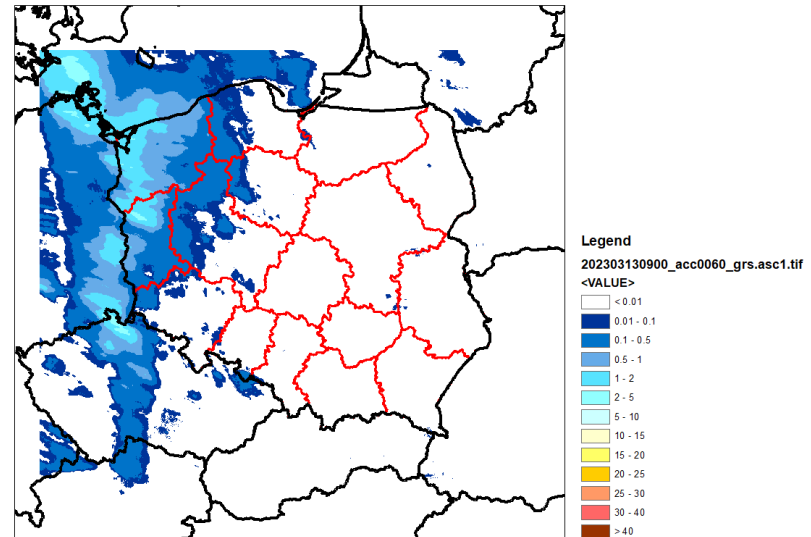 Legend
202303130900_acc0060_grs.asc1.tif
<VALUE>
< 0.01
0.01 - 0.1
0.1 - 0.5
0.5 - 1
1 - 2
2 - 5
5 - 10
10 - 15
15 - 20
20 - 25
25 - 30
30 - 40
> 40